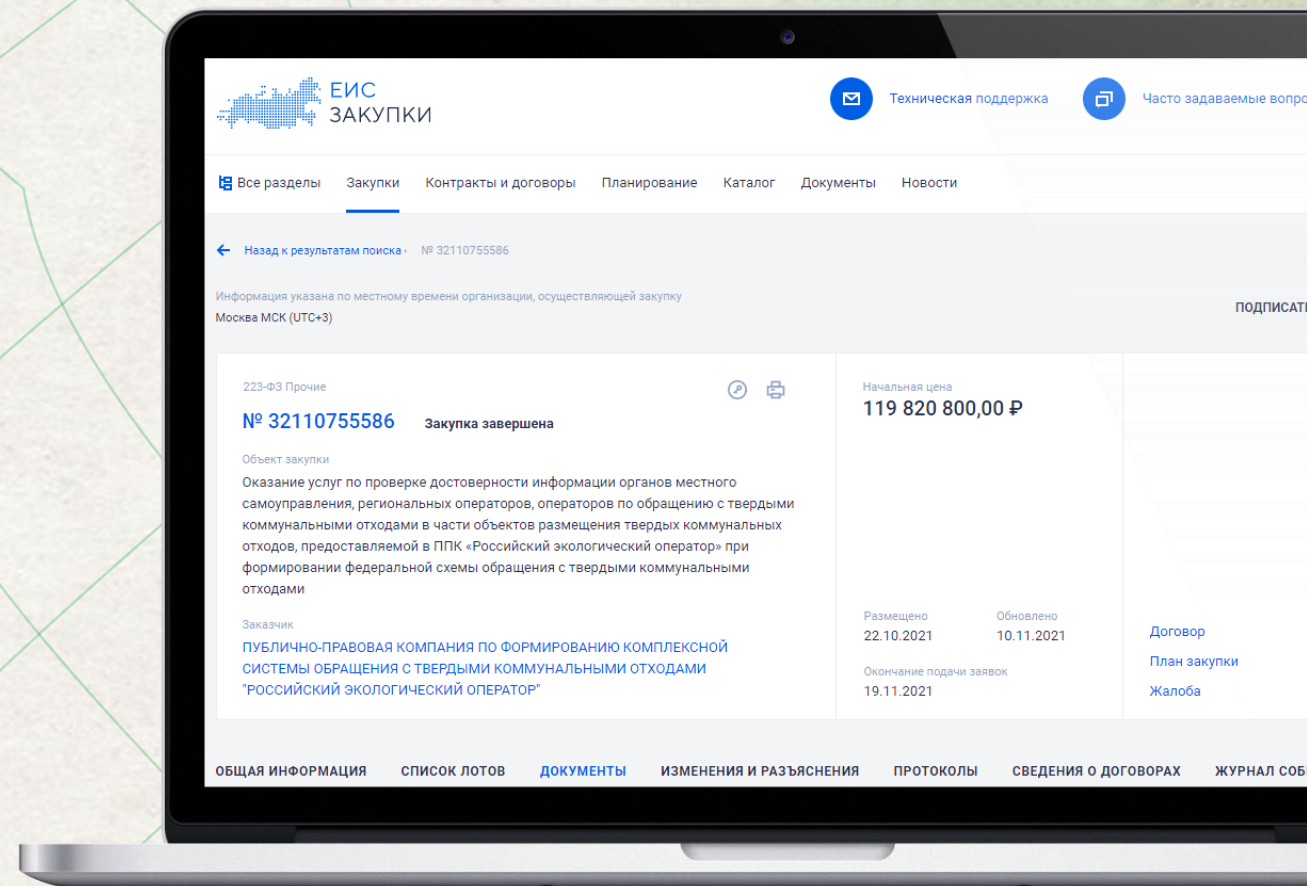 ЕИС
ЗАКУПКИ
Техническая поддержка
Часто задаваемые
Все разделы Закупки Контракты и договоры Планирование Каталог Документы Новости
Назад к результатам поиска № 32110755586
Информация указана по местному времени организации, осуществляющей закупку
Москва МСК (UTC+3)
223-ФЗ Прочие
№ 32110755586 Закупка завершена
Объект закупки
Оказание услуг по проверке достоверности информации органов местного
самоуправления, региональных операторов, операторов по обращению с твердыми
коммунальными отходами в части объектов размещения твердых коммунальных
отходов, предоставляемой в ППК «Российский экологический оператор» при
формировании федеральной схемы обращения с твердыми коммунальными
отходами
Заказчик
ПУБЛИЧНО-ПРАВОВАЯ КОМПАНИЯ ПО ФОРМИРОВАНИЮ КОМПЛЕКСНОЙ
СИСТЕМЫ ОБРАЩЕНИЯ С ТВЕРДЫМИ КОММУНАЛЬНЫМИ ОТХОДАМИ
"РОССИЙСКИЙ ЭКОЛОГИЧЕСКИЙ ОПЕРАТОР"
Начальная цена
119 820 800,00 ₽
Размещено Обновлено
22.10.2021 10.11.2021
Окончание подачи заявок
19.11.2021
Договор
План закупки
Жалоба
ОБЩАЯ ИНФОРМАЦИЯ СПИСОК ЛОТОВ ДОКУМЕНТЫ ИЗМЕНЕНИЯ И РАЗЪЯСНЕНИЯ ПРОТОКОЛЫ СВЕДЕНИЯ О ДОГОВОРАХ ЖУРНАЛ